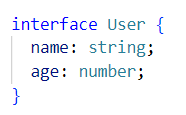 interface User {
  name: string;
  age: number;
}